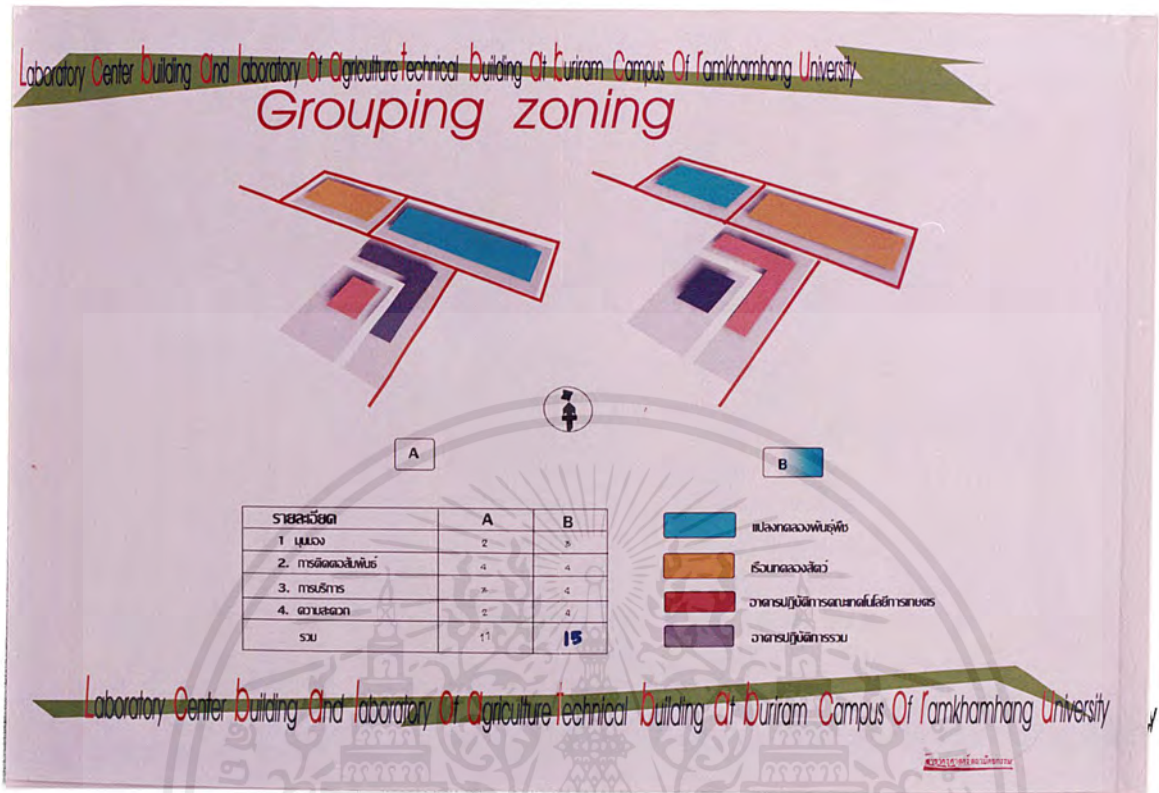 Laboratory Center building And laboratory Of Agriculture technical building At buriram Campus Of ramkhamhang University
Grouping zoning
A
B
รายละเอียด A B
1 มุมมอง 2 3
2. การติดต่อสัมพันธ์ 4 4
3. การบริการ 3 4
4. ความสะดวก 2 4
รวม 11 15
แปลงทดลองพันธุ์พืช
เรือนทดลองสัตว์
อาคารปฏิบัติการคณะเทคโนโลยีการเกษตร
อาคารปฏิบัติการรวม
Laboratory Center building And laboratory Of Agriculture technical building At buriram Campus Of ramkhamhang University